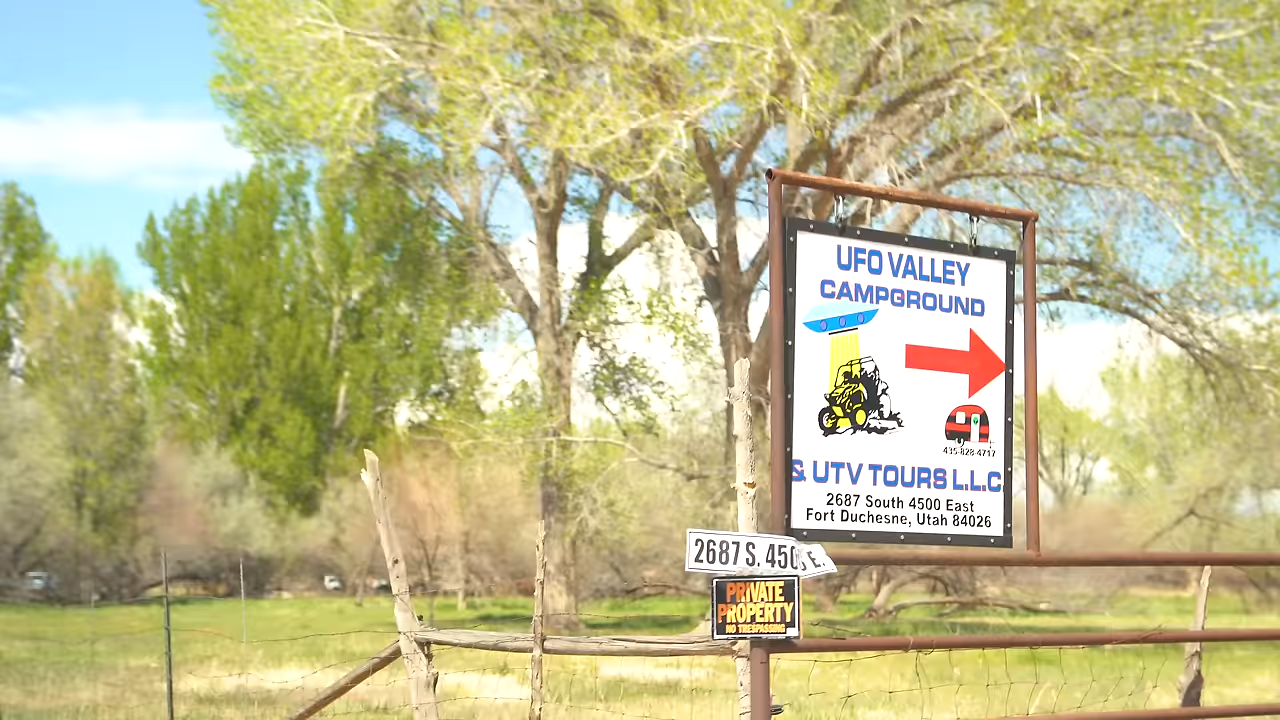 UFO VALLEY
CAMPGROUND
435-828-4717
& UTV TOURS L.L.C.
2687 South 4500 East
Fort Duchesne, Utah 84026
2687 S. 450 E.
PRIVATE
PROPERTY
NO TRESPASSING